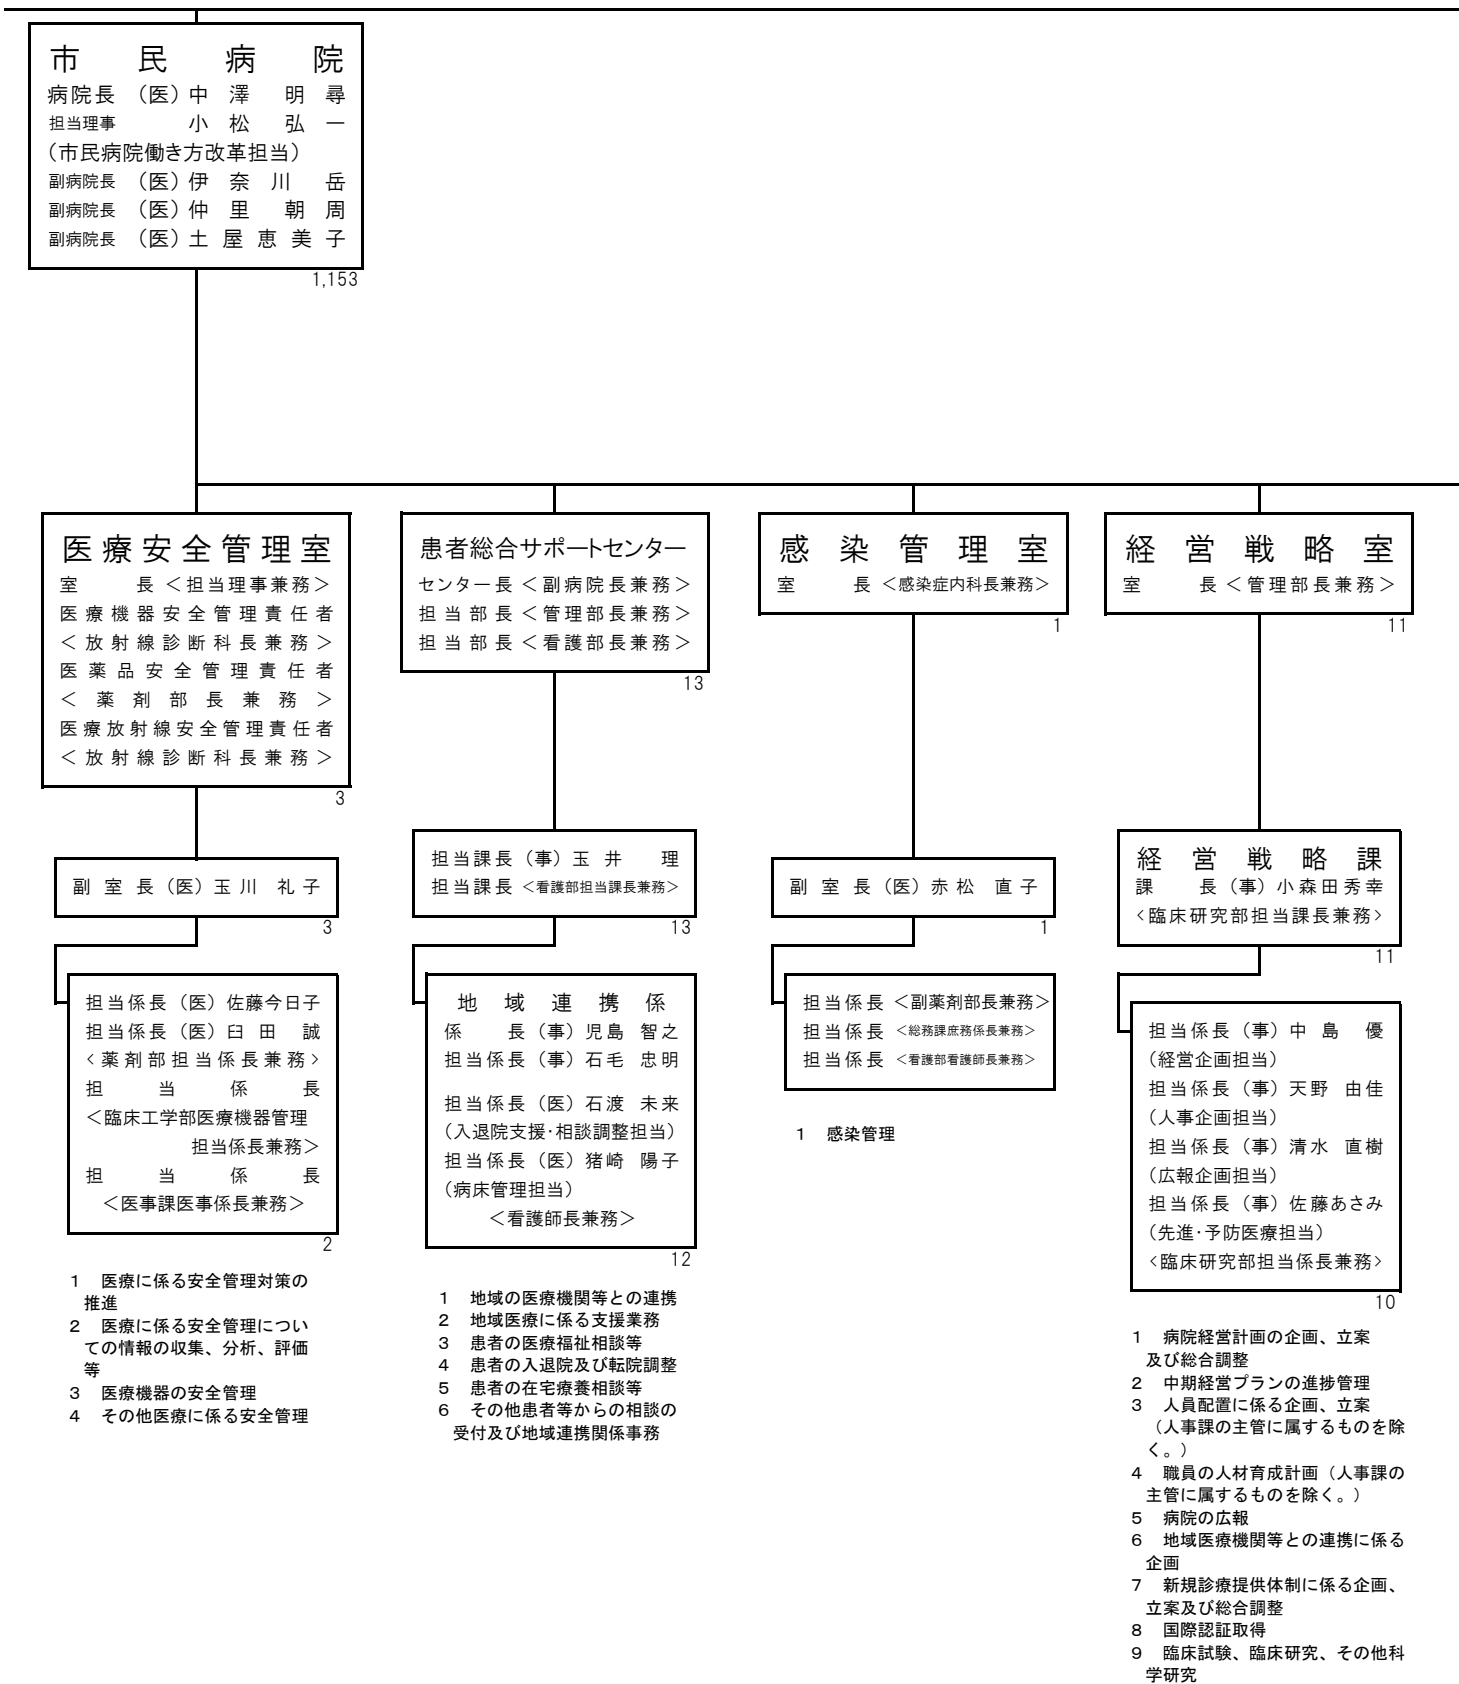 市民病院
病院長（医）中澤明尋
担当理事 小松弘一
（市民病院働き方改革担当）
副病院長（医）伊奈川岳
副病院長（医）仲里朝周
副病院長（医）土屋恵美子
1,153
医療安全管理室
室長＜担当理事兼務＞
医療機器安全管理責任者
＜放射線診断科長兼務＞
医薬品安全管理責任者
＜薬剤部長兼務＞
医療放射線安全管理責任者
＜放射線診断科長兼務＞
3
副室長（医）玉川礼子
3
担当係長（医）佐藤今日子
担当係長（医）臼田誠
＜薬剤部担当係長兼務＞
担当係長
＜臨床工学部医療機器管理
担当係長兼務＞
担当係長
＜医事課医事係長兼務＞
2
1　医療に係る安全管理対策の
推進
2　医療に係る安全管理につい
ての情報の収集、分析、評価
等
3　医療機器の安全管理
4　その他医療に係る安全管理
患者総合サポートセンター
センター長＜副病院長兼務＞
担当部長＜管理部長兼務＞
担当部長＜看護部長兼務＞
13
担当課長（事）玉井理
担当課長＜看護部担当課長兼務＞
13
地域連携係
係長（事）児島智之
担当係長（事）石毛忠明
担当係長（医）石渡未来
（入退院支援・相談調整担当）
担当係長（医）猪崎陽子
（病床管理担当）
＜看護師長兼務＞
12
1　地域の医療機関等との連携
2　地域医療に係る支援業務
3　患者の医療福祉相談等
4　患者の入退院及び転院調整
5　患者の在宅療養相談等
6　その他患者等からの相談の
受付及び地域連携関係事務
感染管理室
室長＜感染症内科長兼務＞
1
副室長（医）赤松直子
1
担当係長＜副薬剤部長兼務＞
担当係長＜総務課庶務係長兼務＞
担当係長＜看護部看護師長兼務＞
1　感染管理
経営戦略室
室長＜管理部長兼務＞
11
経営戦略課
課長（事）小森田秀幸
＜臨床研究部担当課長兼務＞
11
担当係長（事）中島優
（経営企画担当）
担当係長（事）天野由佳
（人事企画担当）
担当係長（事）清水直樹
（広報企画担当）
担当係長（事）佐藤あさみ
（先進・予防医療担当）
＜臨床研究部担当係長兼務＞
10
1　病院経営計画の企画、立案
及び総合調整
2　中期経営プランの進捗管理
3　人員配置に係る企画、立案
（人事課の主管に属するものを除
く。）
4　職員の人材育成計画（人事課の
主管に属するものを除く。）
5　病院の広報
6　地域医療機関等との連携に係る
企画
7　新規診療提供体制に係る企画、
立案及び総合調整
8　国際認証取得
9　臨床試験、臨床研究、その他科
学研究